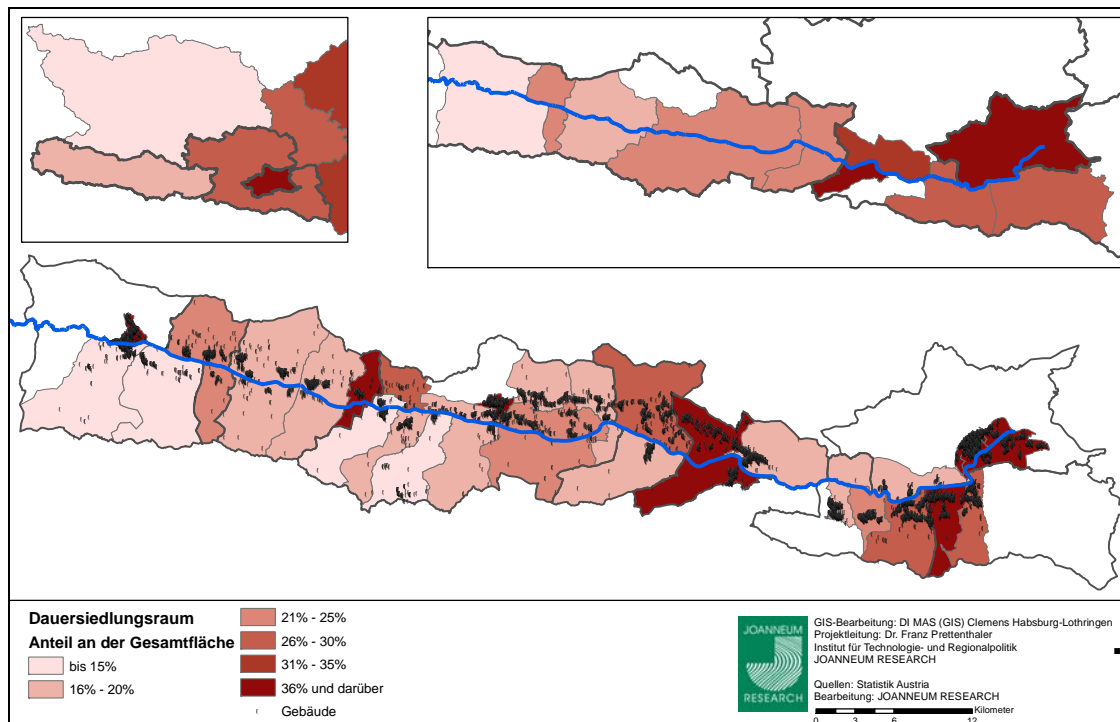 Dauersiedlungsraum
Anteil an der Gesamtfläche
bis 15%
16% - 20%
21% - 25%
26% - 30%
31% - 35%
36% und darüber
Gebäude
JOANNEUM
RESEARCH
GIS-Bearbeitung: DI MAS (GIS) Clemens Habsburg-Lothringen
Projektleitung: Dr. Franz Prettenthaler
Institut für Technologie- und Regionalpolitik
JOANNEUM RESEARCH
Quellen: Statistik Austria
Bearbeitung: JOANNEUM RESEARCH
Kilometer
0 3 6 12